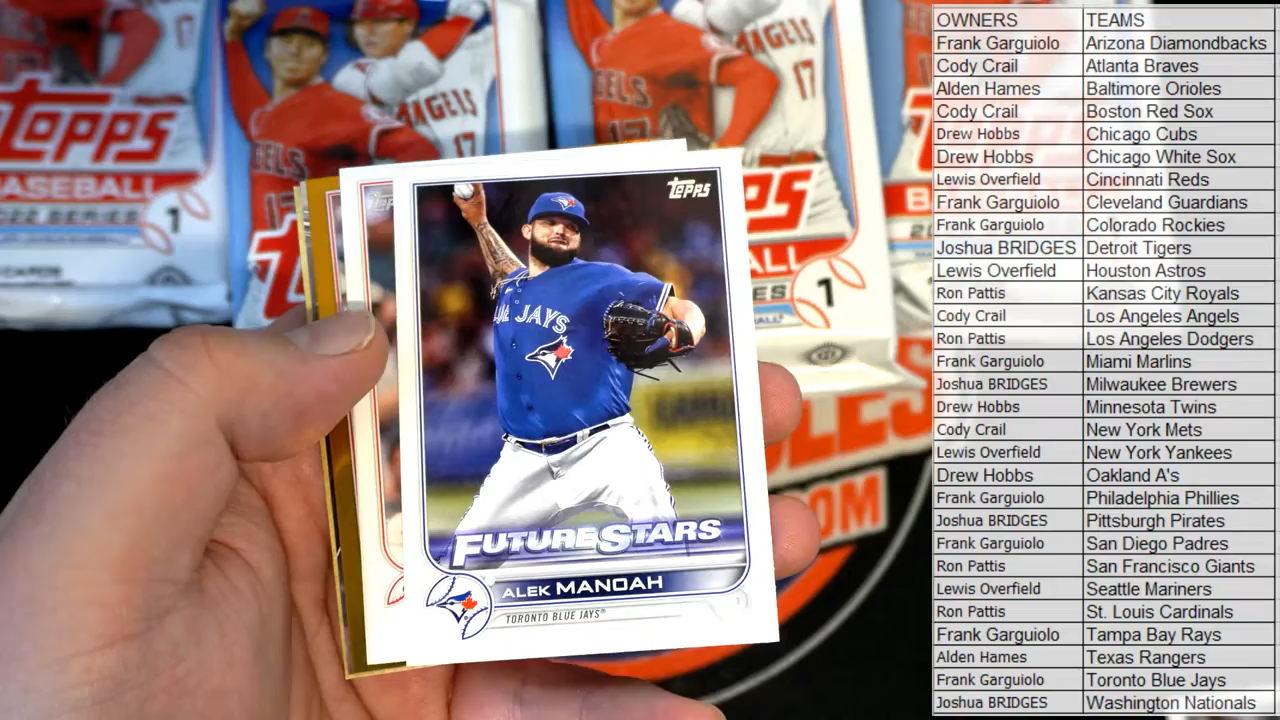 TOPPS
BASEBALL
2022 SERIES 1
CARDS
ANGELS
17
ANGELS
17
TOPPS
BLUE JAYS
FUTURE STARS
ALEK MANOAH
TORONTO BLUE JAYS®
1
OWNERS TEAMS
Frank Garguiolo Arizona Diamondbacks
Cody Crail Atlanta Braves
Alden Hames Baltimore Orioles
Cody Crail Boston Red Sox
Drew Hobbs Chicago Cubs
Drew Hobbs Chicago White Sox
Lewis Overfield Cincinnati Reds
Frank Garguiolo Cleveland Guardians
Frank Garguiolo Colorado Rockies
Joshua BRIDGES Detroit Tigers
Lewis Overfield Houston Astros
Ron Pattis Kansas City Royals
Cody Crail Los Angeles Angels
Ron Pattis Los Angeles Dodgers
Frank Garguiolo Miami Marlins
Joshua BRIDGES Milwaukee Brewers
Drew Hobbs Minnesota Twins
Cody Crail New York Mets
Lewis Overfield New York Yankees
Drew Hobbs Oakland A's
Frank Garguiolo Philadelphia Phillies
Joshua BRIDGES Pittsburgh Pirates
Frank Garguiolo San Diego Padres
Ron Pattis San Francisco Giants
Lewis Overfield Seattle Mariners
Ron Pattis St. Louis Cardinals
Frank Garguiolo Tampa Bay Rays
Alden Hames Texas Rangers
Frank Garguiolo Toronto Blue Jays
Joshua BRIDGES Washington Nationals